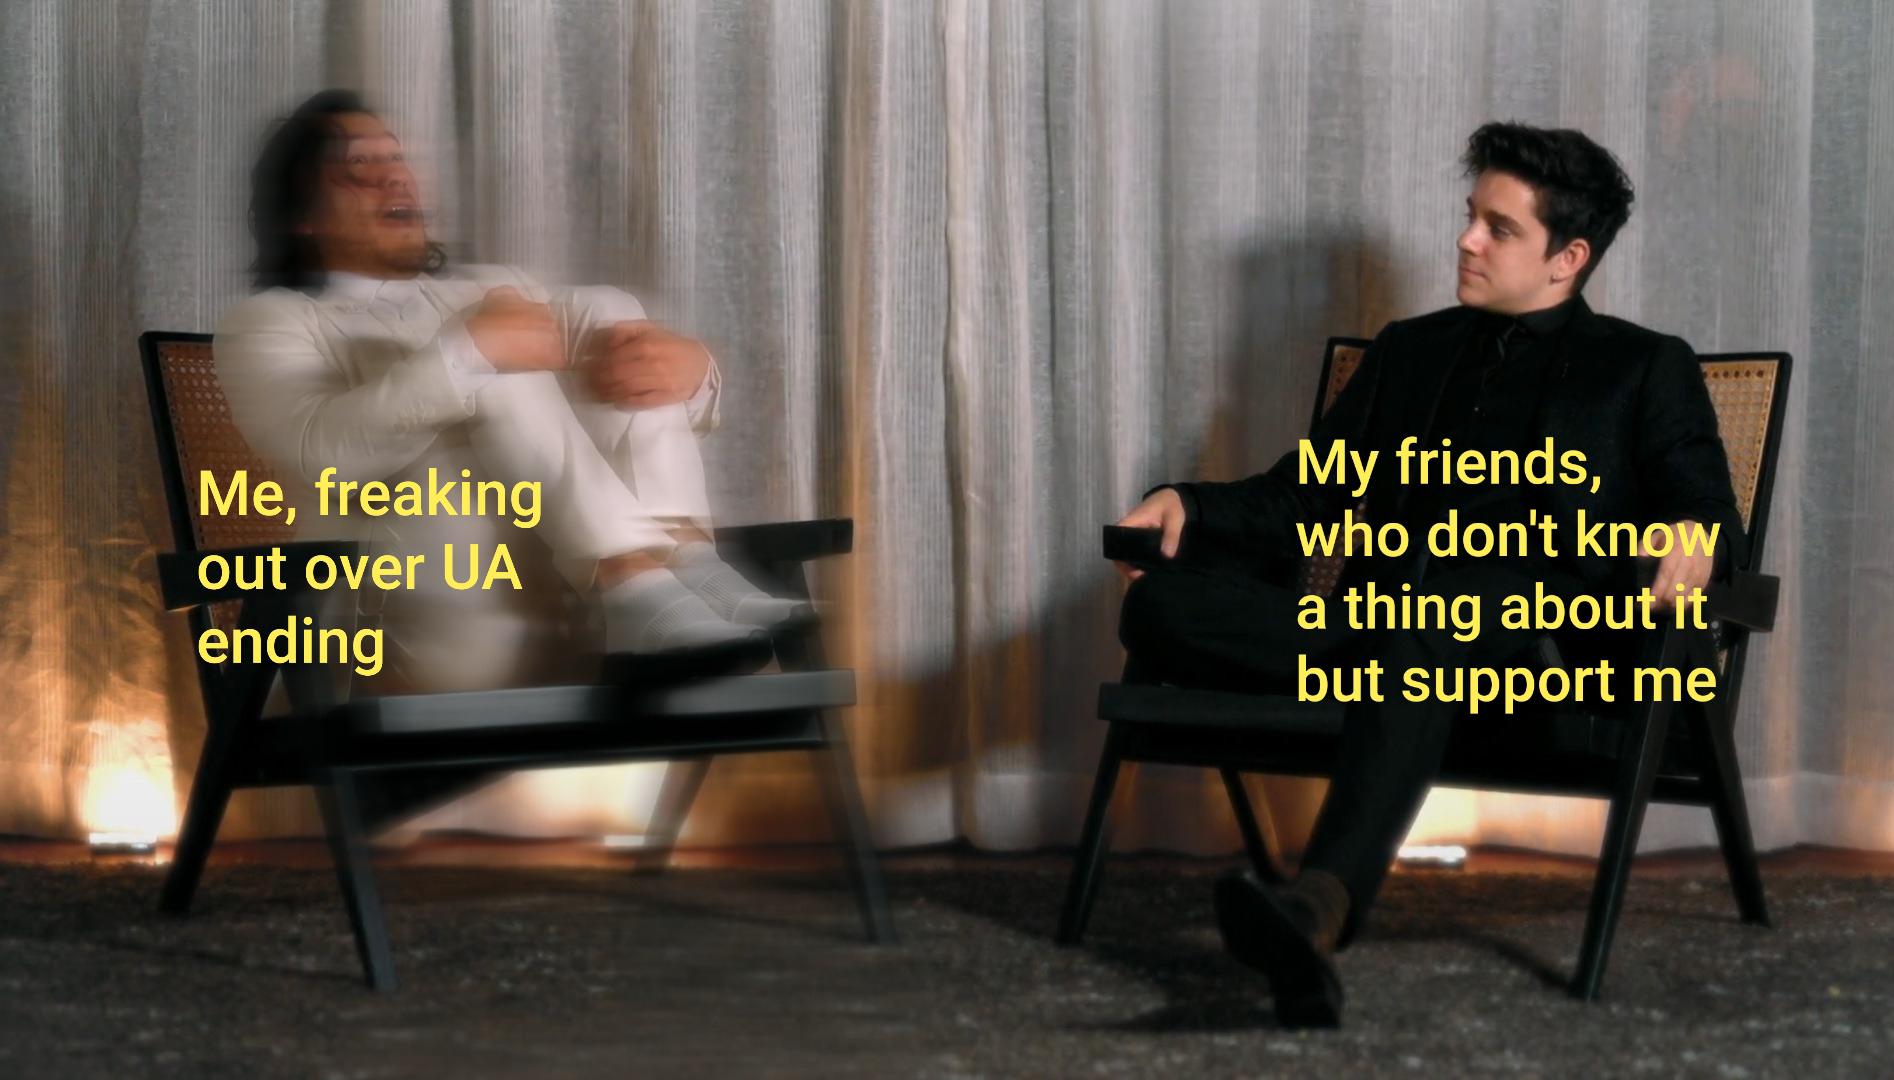 Me, freaking
out over UA
ending
My friends,
who don't know
a thing about it
but support me